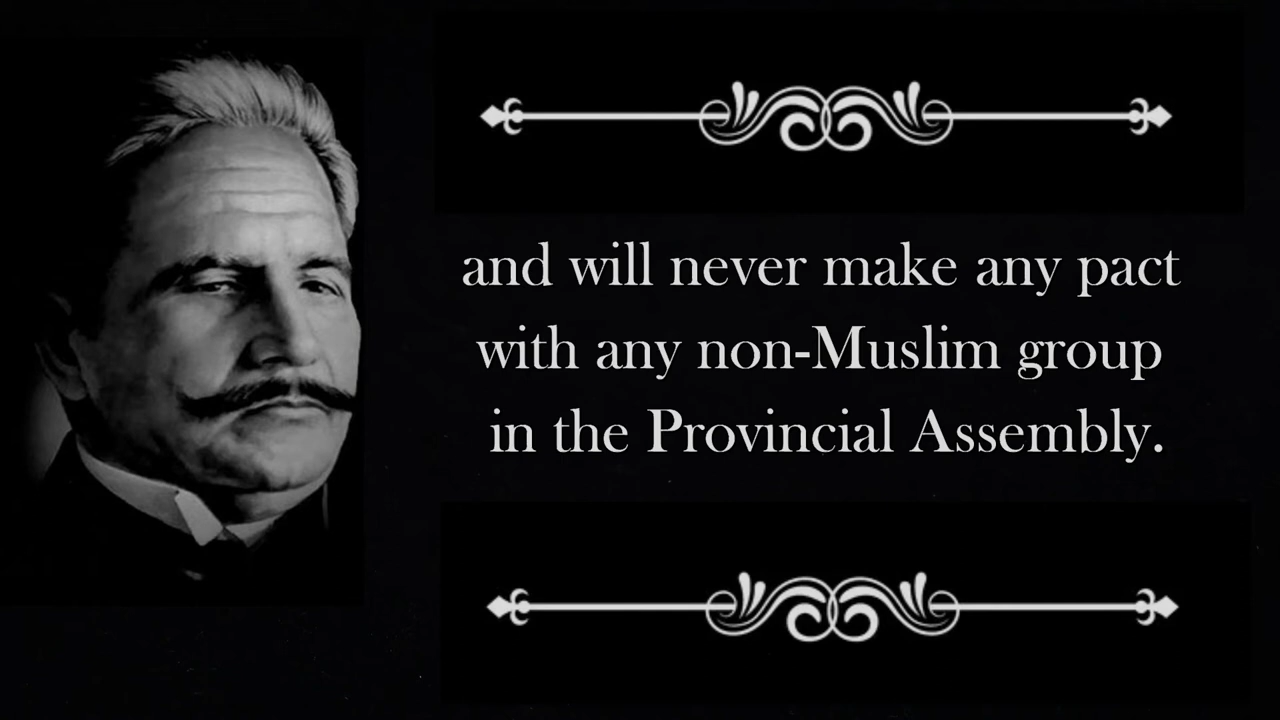 and will never make any pact
with any non-Muslim group
in the Provincial Assembly.